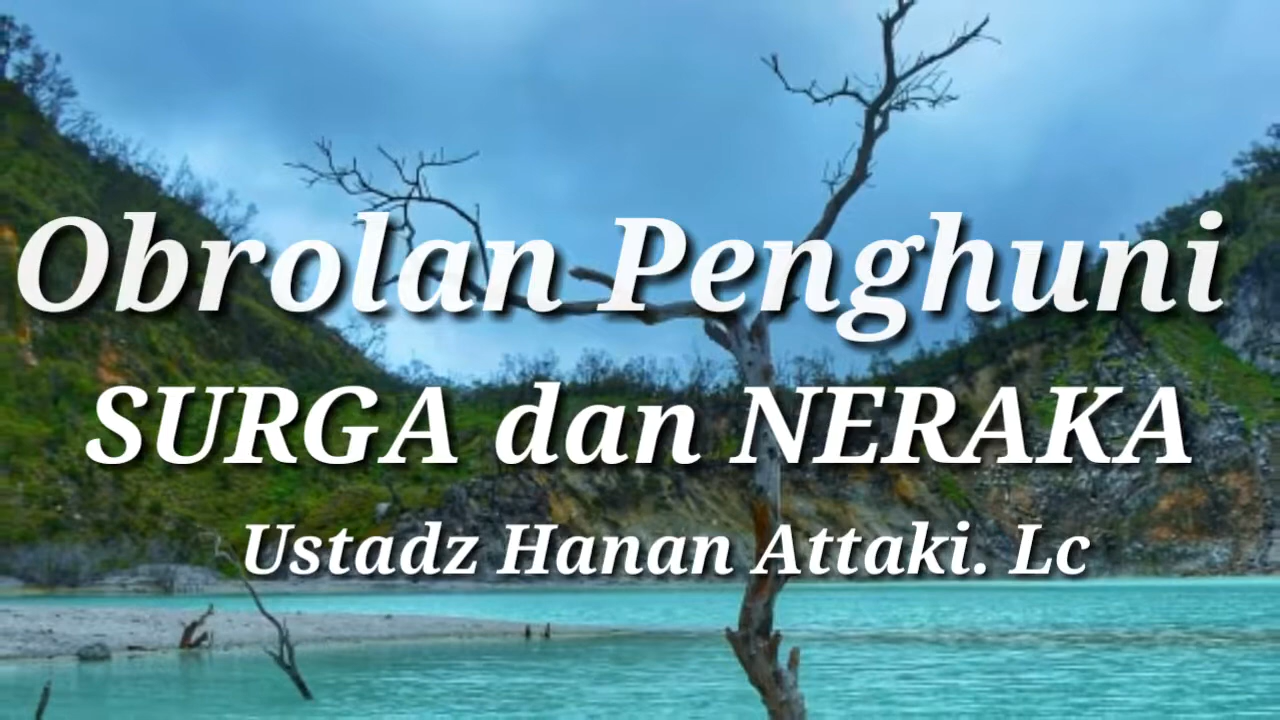 Obrolan Penghuni
SURGA dan NERAKA
Ustadz Hanan Attaki. Lc